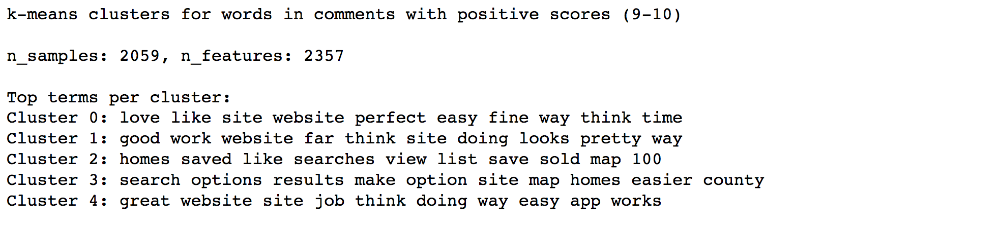 k-means clusters for words in comments with positive scores (9-10)
n_samples: 2059, n_features: 2357
Top terms per cluster:
Cluster 0: love like site website perfect easy fine way think time
Cluster 1: good work website far think site doing looks pretty way
Cluster 2: homes saved like searches view list save sold map 100
Cluster 3: search options results make option site map homes easier county
Cluster 4: great website site job think doing way easy app works